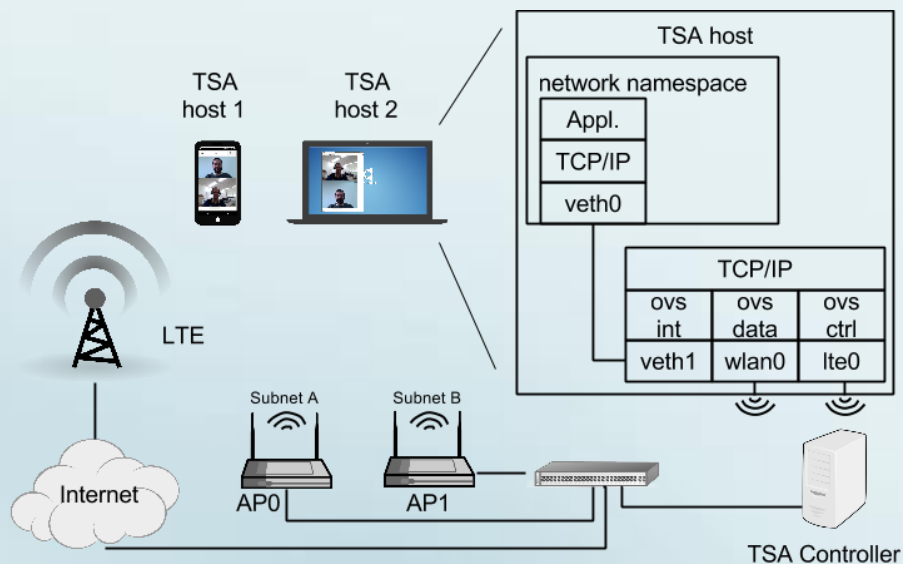 TSA
host 1
TSA
host 2
TSA host
network namespace
Appl.
TCP/IP
veth0
TCP/IP
ovs
int
ovs
data
ovs
ctrl
veth1
wlan0
lte0
LTE
Subnet A
Subnet B
Internet
AP0
AP1
TSA Controller